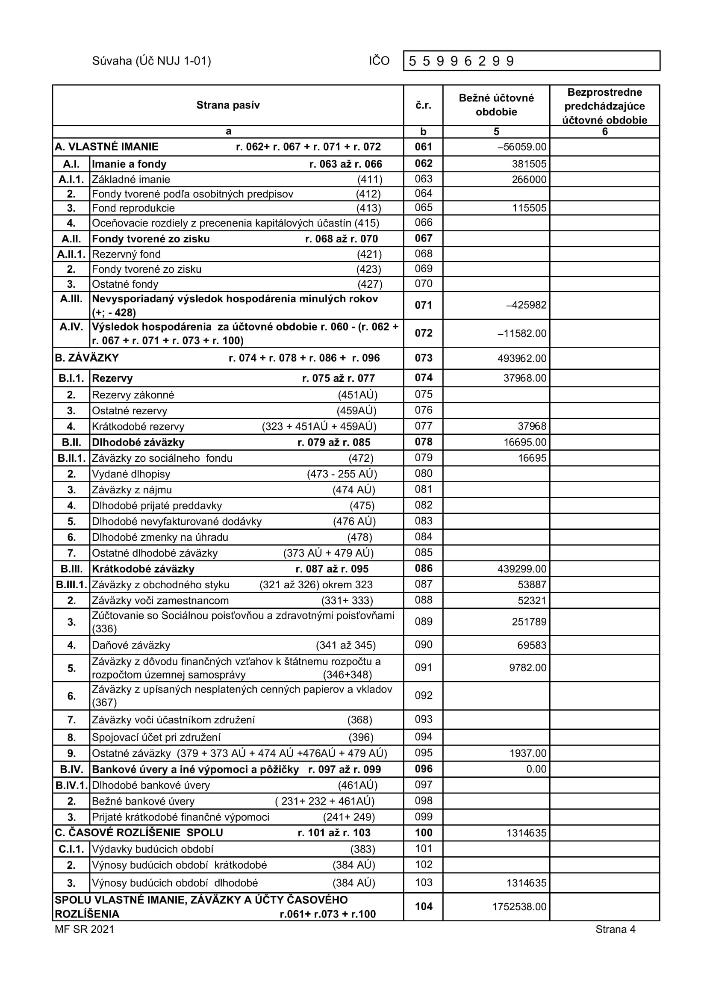 Súvaha (Úč NUJ 1-01) IČO 5 5 9 9 6 2 9 9
Strana pasív č.r. Bežné účtovné obdobie Bezprostredne predchádzajúce účtovné obdobie
a b 5 6
A. VLASTNÉ IMANIE r. 062+ r. 067 + r. 071 + r. 072 061 –56059.00
A.I. Imanie a fondy r. 063 až r. 066 062 381505
A.I.1. Základné imanie (411) 063 266000
2. Fondy tvorené podľa osobitných predpisov (412) 064
3. Fond reprodukcie (413) 065 115505
4. Oceňovacie rozdiely z precenenia kapitálových účastín (415) 066
A.II. Fondy tvorené zo zisku r. 068 až r. 070 067
A.II.1. Rezervný fond (421) 068
2. Fondy tvorené zo zisku (423) 069
3. Ostatné fondy (427) 070
A.III. Nevysporiadaný výsledok hospodárenia minulých rokov
(+; - 428) 071 –425982
A.IV. Výsledok hospodárenia za účtovné obdobie r. 060 - (r. 062 +
r. 067 + r. 071 + r. 073 + r. 100) 072 –11582.00
B. ZÁVÄZKY r. 074 + r. 078 + r. 086 + r. 096 073 493962.00
B.I.1. Rezervy r. 075 až r. 077 074 37968.00
2. Rezervy zákonné (451AÚ) 075
3. Ostatné rezervy (459AÚ) 076
4. Krátkodobé rezervy (323 + 451AÚ + 459AÚ) 077 37968
B.II. Dlhodobé záväzky r. 079 až r. 085 078 16695.00
B.II.1. Záväzky zo sociálneho fondu (472) 079 16695
2. Vydané dlhopisy (473 - 255 AÚ) 080
3. Záväzky z nájmu (474 AÚ) 081
4. Dlhodobé prijaté preddavky (475) 082
5. Dlhodobé nevyfakturované dodávky (476 AÚ) 083
6. Dlhodobé zmenky na úhradu (478) 084
7. Ostatné dlhodobé záväzky (373 AÚ + 479 AÚ) 085
B.III. Krátkodobé záväzky r. 087 až r. 095 086 439299.00
B.III.1. Záväzky z obchodného styku (321 až 326) okrem 323 087 53887
2. Záväzky voči zamestnancom (331+ 333) 088 52321
3. Zúčtovanie so Sociálnou poisťovňou a zdravotnými poisťovňami
(336) 089 251789
4. Daňové záväzky (341 až 345) 090 69583
5. Záväzky z dôvodu finančných vzťahov k štátnemu rozpočtu a
rozpočtom územnej samosprávy (346+348) 091 9782.00
6. Záväzky z upísaných nesplatených cenných papierov a vkladov
(367) 092
7. Záväzky voči účastníkom združení (368) 093
8. Spojovací účet pri združení (396) 094
9. Ostatné záväzky (379 + 373 AÚ + 474 AÚ +476AÚ + 479 AÚ) 095 1937.00
B.IV. Bankové úvery a iné výpomoci a pôžičky r. 097 až r. 099 096 0.00
B.IV.1. Dlhodobé bankové úvery (461AÚ) 097
2. Bežné bankové úvery ( 231+ 232 + 461AÚ) 098
3. Prijaté krátkodobé finančné výpomoci (241+ 249) 099
C. ČASOVÉ ROZLÍŠENIE SPOLU r. 101 až r. 103 100 1314635
C.I.1. Výdavky budúcich období (383) 101
2. Výnosy budúcich období krátkodobé (384 AÚ) 102
3. Výnosy budúcich období dlhodobé (384 AÚ) 103 1314635
SPOLU VLASTNÉ IMANIE, ZÁVÄZKY A ÚČTY ČASOVÉHO
ROZLÍŠENIA r.061+ r.073 + r.100 104 1752538.00
MF SR 2021 Strana 4